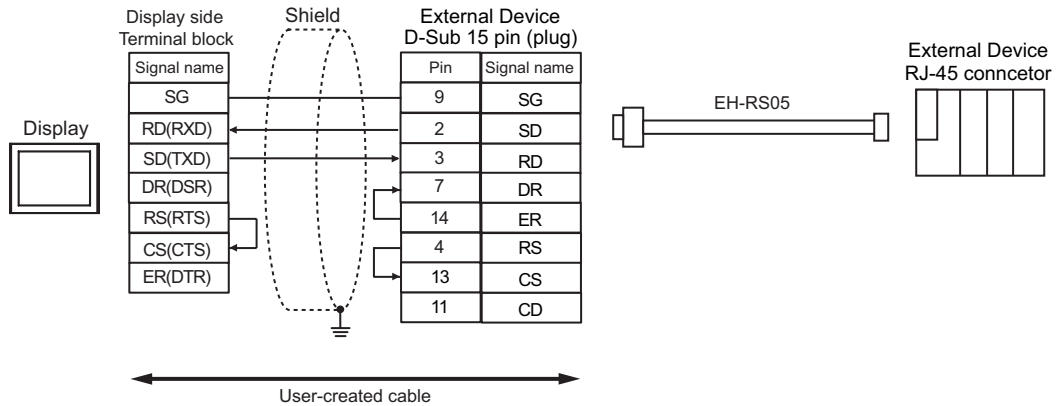 Display
Display side
Terminal block
Signal name
SG
RD(RXD)
SD(TXD)
DR(DSR)
RS(RTS)
CS(CTS)
ER(DTR)
Shield
External Device
D-Sub 15 pin (plug)
Pin Signal name
9 SG
2 SD
3 RD
7 DR
14 ER
4 RS
13 CS
11 CD
User-created cable
EH-RS05
External Device
RJ-45 conncetor